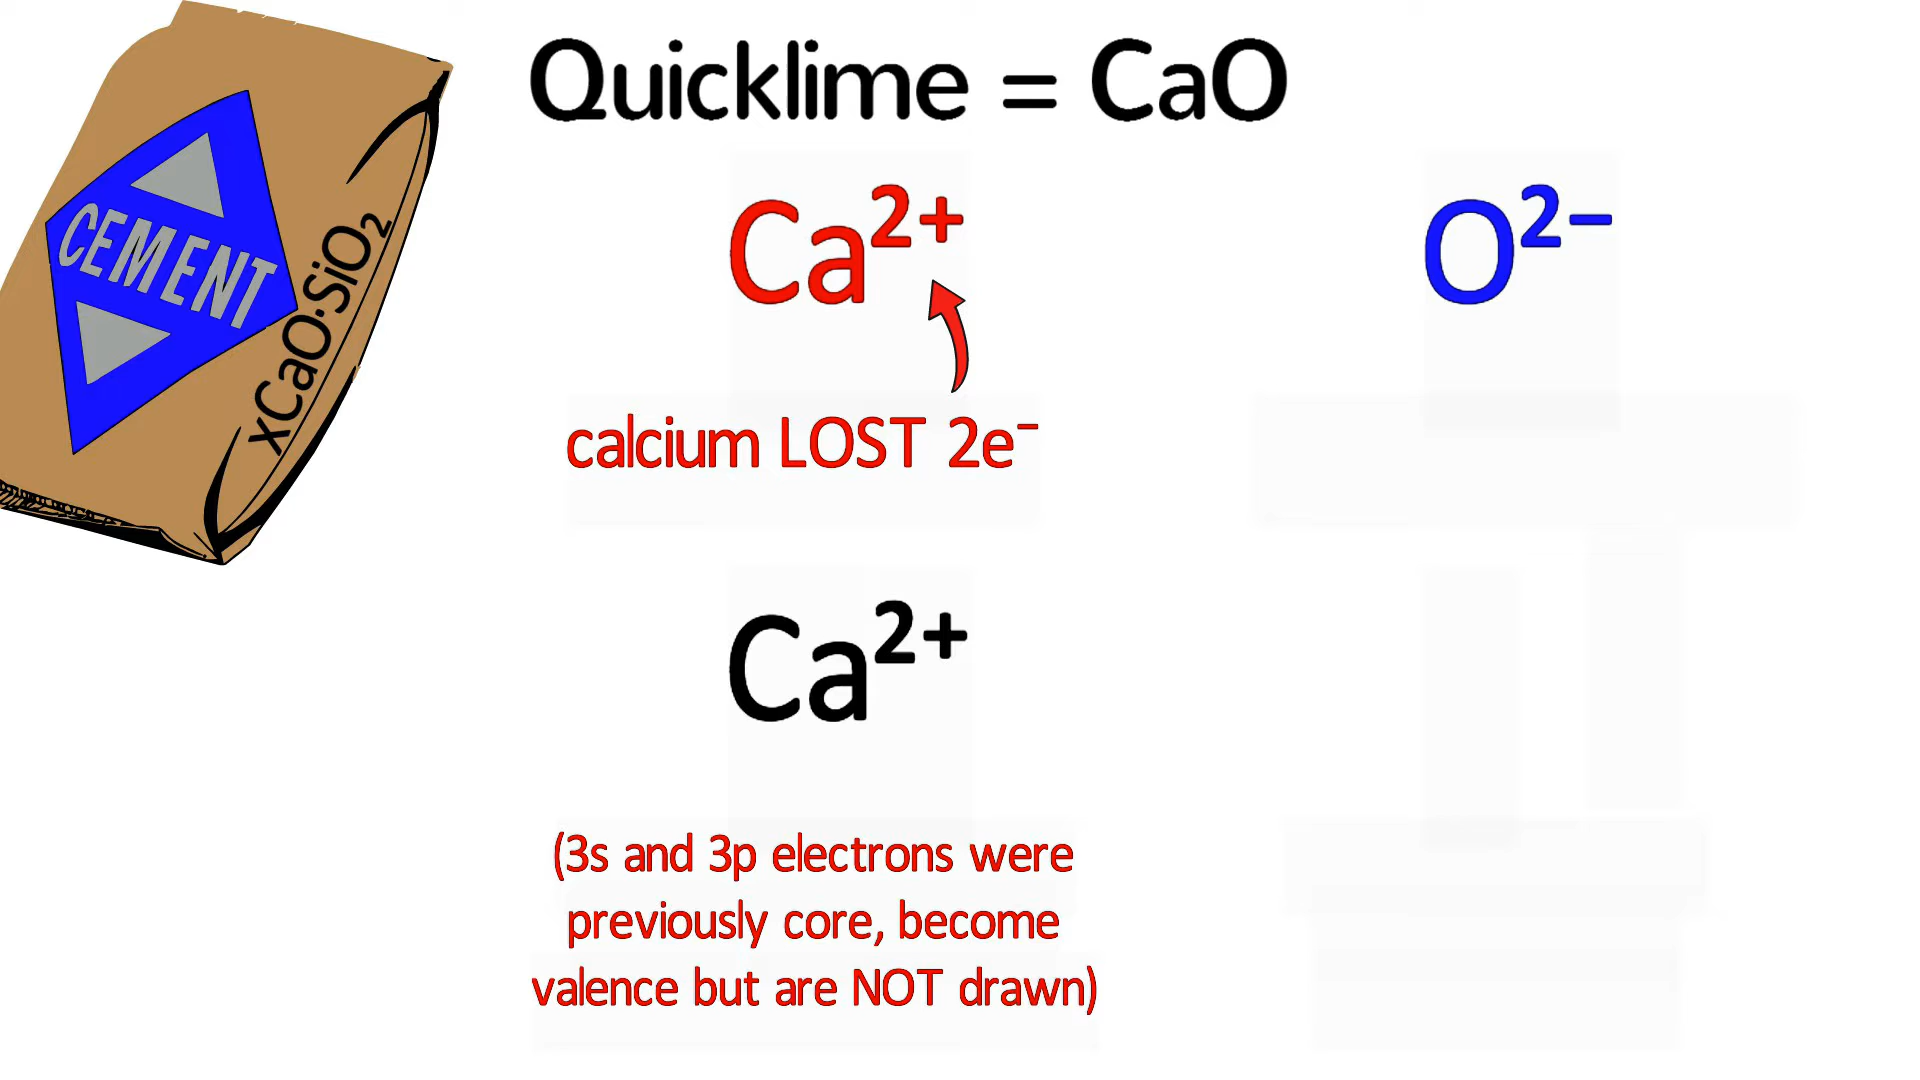 Quicklime = CaO
CEMENT
xCaO·SiO₂
Ca²⁺
O²⁻
calcium LOST 2e⁻
Ca²⁺
(3s and 3p electrons were
previously core, become
valence but are NOT drawn)